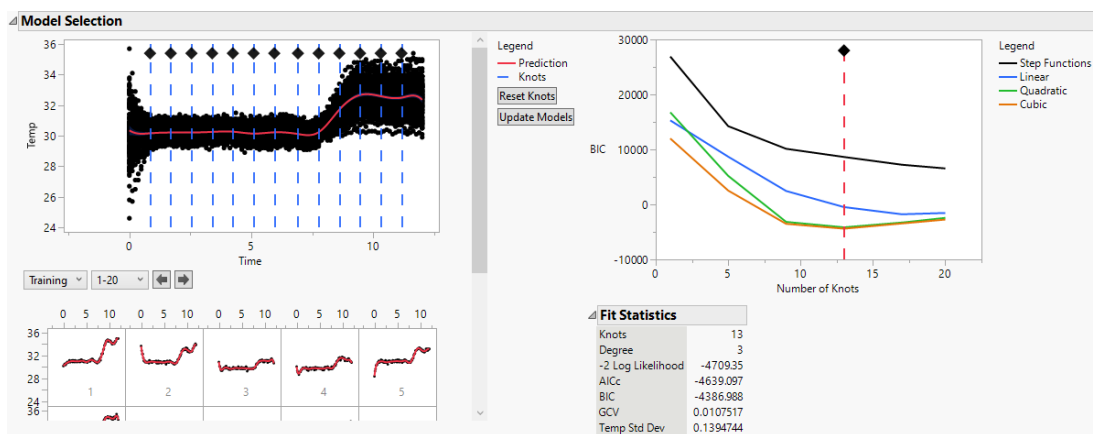 Model Selection
36
34
32
30
28
26
24
Temp
0 5 10
Time
Legend
Prediction
Knots
Reset Knots
Update Models
30000
20000
10000
0
-10000
BIC
0 5 10 15 20
Number of Knots
Legend
Step Functions
Linear
Quadratic
Cubic
Training 1-20
0 5 10 0 5 10 0 5 10 0 5 10 0 5 10
36
32
28
24
36
1 2 3 4 5
Fit Statistics
Knots 13
Degree 3
-2 Log Likelihood -4709.35
AICc -4639.097
BIC -4386.988
GCV 0.0107517
Temp Std Dev 0.1394744